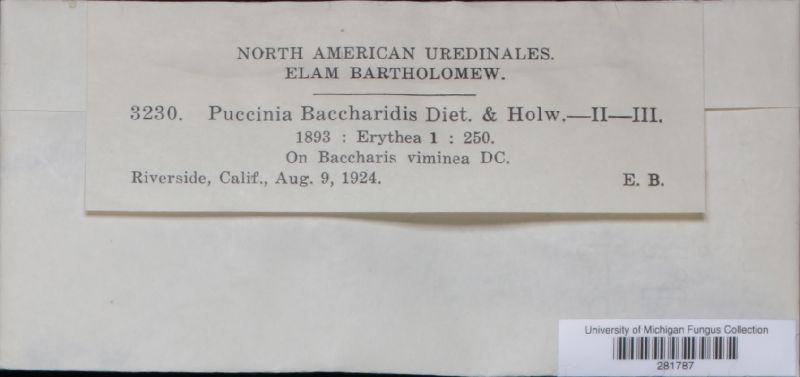 NORTH AMERICAN UREDINALES.
ELAM BARTHOLOMEW.
3230. Puccinia Baccharidis Diet. & Holw.—II—III.
1893 : Erythea 1 : 250.
On Baccharis viminea DC.
Riverside, Calif., Aug. 9, 1924. E. B.
University of Michigan Fungus Collection
281787